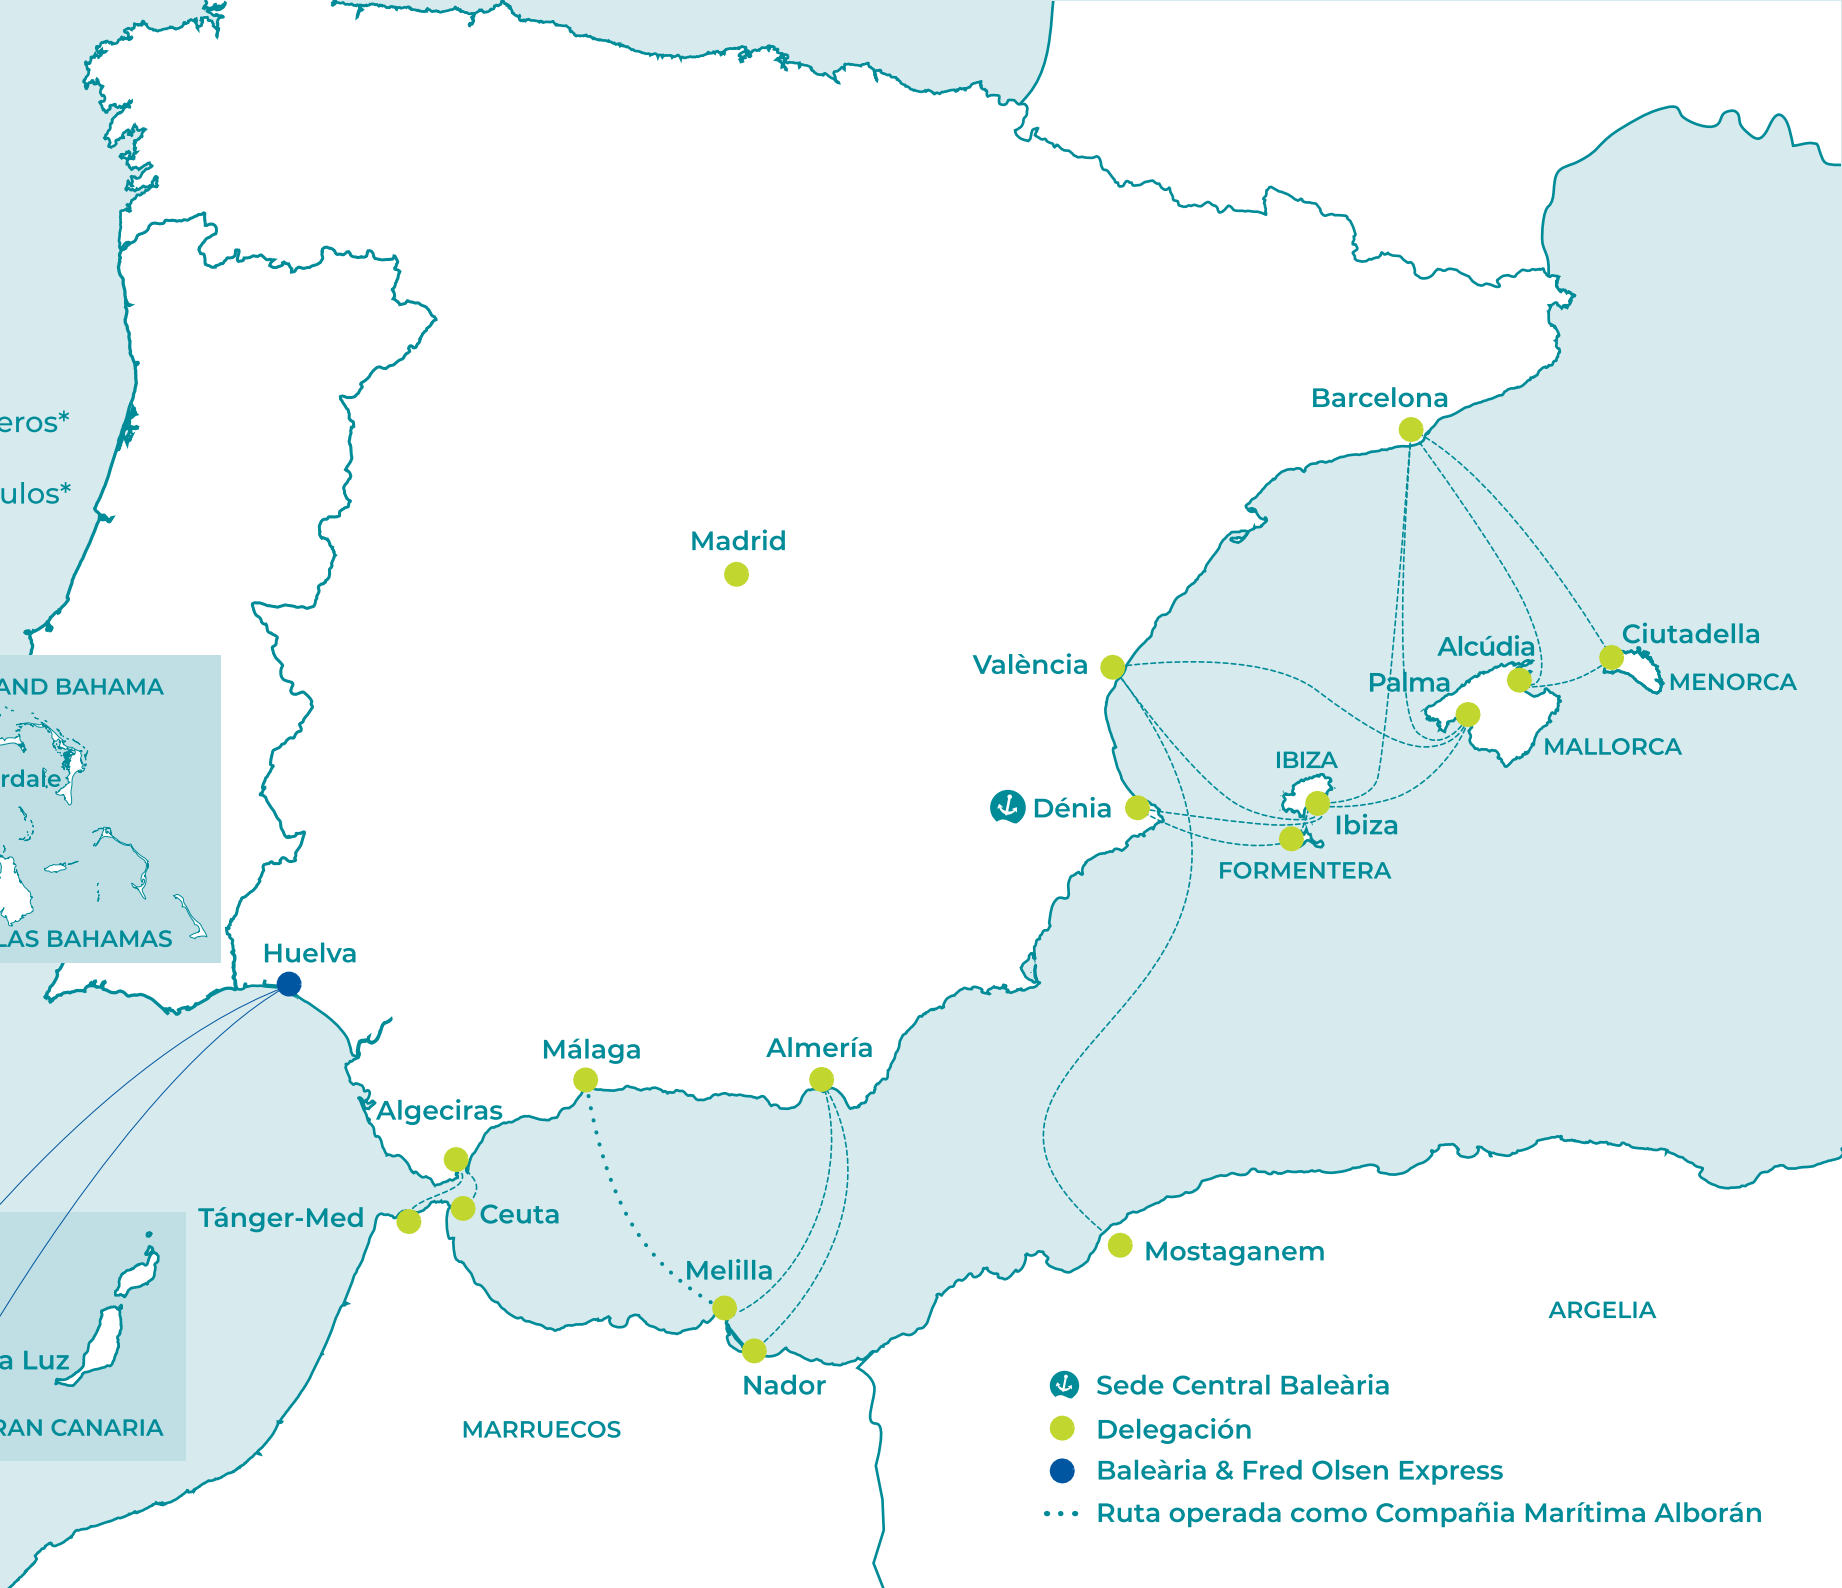 Barcelona
eros*
ulos*
Madrid
Ciutadella
Alcúdia
València
Palma
MENORCA
AND BAHAMA
MALLORCA
IBIZA
rdale
Dénia
Ibiza
FORMENTERA
LAS BAHAMAS
Huelva
Málaga
Almería
Algeciras
Tánger-Med
Ceuta
Mostaganem
Melilla
ARGELIA
a Luz
Nador
RAN CANARIA
MARRUECOS
Sede Central Baleària
Delegación
Baleària & Fred Olsen Express
Ruta operada como Compañia Marítima Alborán